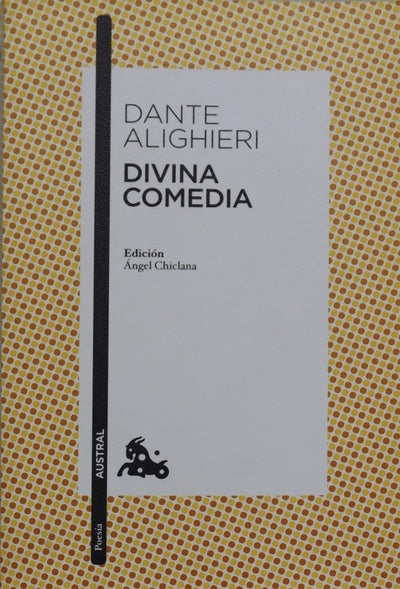 DANTE
ALIGHIERI
DIVINA
COMEDIA
Edición
Ángel Chiclana
AUSTRAL
Poesía